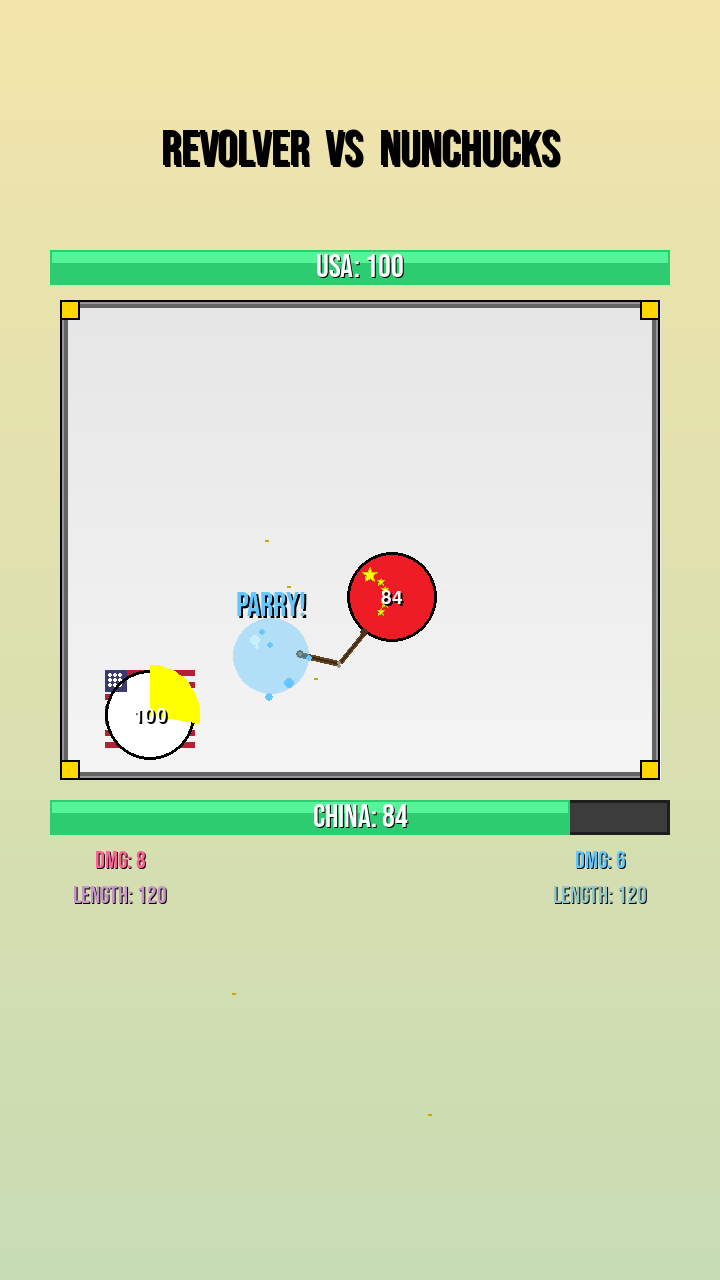 REVOLVER VS NUNCHUCKS
USA: 100
PARRY!
84
100
CHINA: 84
DMG: 8
DMG: 6
LENGTH: 120
LENGTH: 120